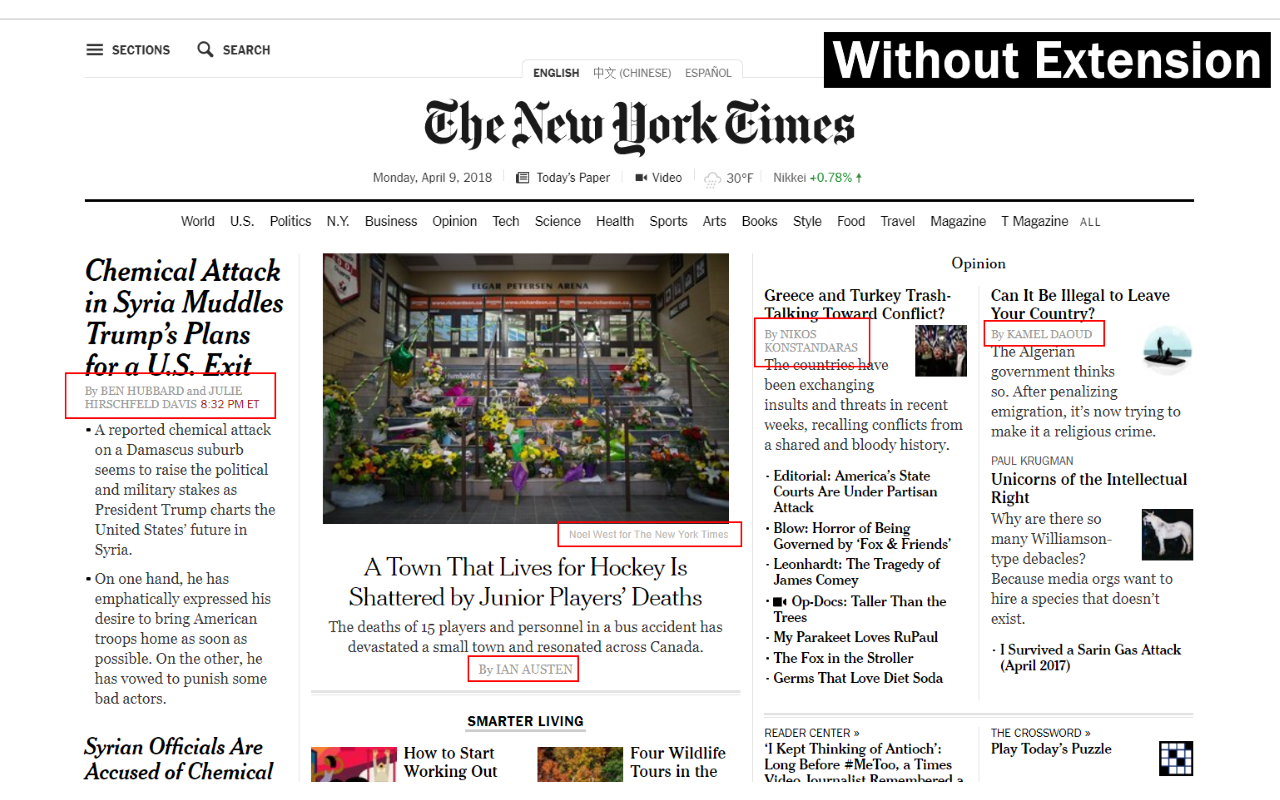 SECTIONS
SEARCH
Without Extension
ENGLISH
中文 (CHINESE)
ESPAÑOL
The New York Times
Monday, April 9, 2018
Today's Paper
Video
30°F
Nikkei +0.78%
World U.S. Politics N.Y. Business Opinion Tech Science Health Sports Arts Books Style Food Travel Magazine T Magazine ALL
Chemical Attack
in Syria Muddles
Trump's Plans
for a U.S. Exit
By BEN HUBBARD and JULIE
HIRSCHFELD DAVIS 8:32 PM ET
A reported chemical attack
on a Damascus suburb
seems to raise the political
and military stakes as
President Trump charts the
United States' future in
Syria.
On one hand, he has
emphatically expressed his
desire to bring American
troops home as soon as
possible. On the other, he
has vowed to punish some
bad actors.
Syrian Officials Are
Accused of Chemical
ELGAR PETERSEN ARENA
Noel West for The New York Times
A Town That Lives for Hockey Is
Shattered by Junior Players' Deaths
The deaths of 15 players and personnel in a bus accident has
devastated a small town and resonated across Canada.
By IAN AUSTEN
SMARTER LIVING
How to Start
Working Out
Four Wildlife
Tours in the
Opinion
Greece and Turkey Trash-
Talking Toward Conflict?
By NIKOS
KONSTANDARAS
The countries have
been exchanging
insults and threats in recent
weeks, recalling conflicts from
a shared and bloody history.
Editorial: America's State
Courts Are Under Partisan
Attack
Blow: Horror of Being
Governed by 'Fox & Friends'
Leonhardt: The Tragedy of
James Comey
Op-Docs: Taller Than the
Trees
My Parakeet Loves RuPaul
The Fox in the Stroller
Germs That Love Diet Soda
Can It Be Illegal to Leave
Your Country?
By KAMEL DAOUD
The Algerian
government thinks
so. After penalizing
emigration, it's now trying to
make it a religious crime.
PAUL KRUGMAN
Unicorns of the Intellectual
Right
Why are there so
many Williamson-
type debacles?
Because media orgs want to
hire a species that doesn't
exist.
I Survived a Sarin Gas Attack
(April 2017)
READER CENTER »
'I Kept Thinking of Antioch':
Long Before #MeToo, a Times
Video Journalist Remembered a
THE CROSSWORD »
Play Today's Puzzle